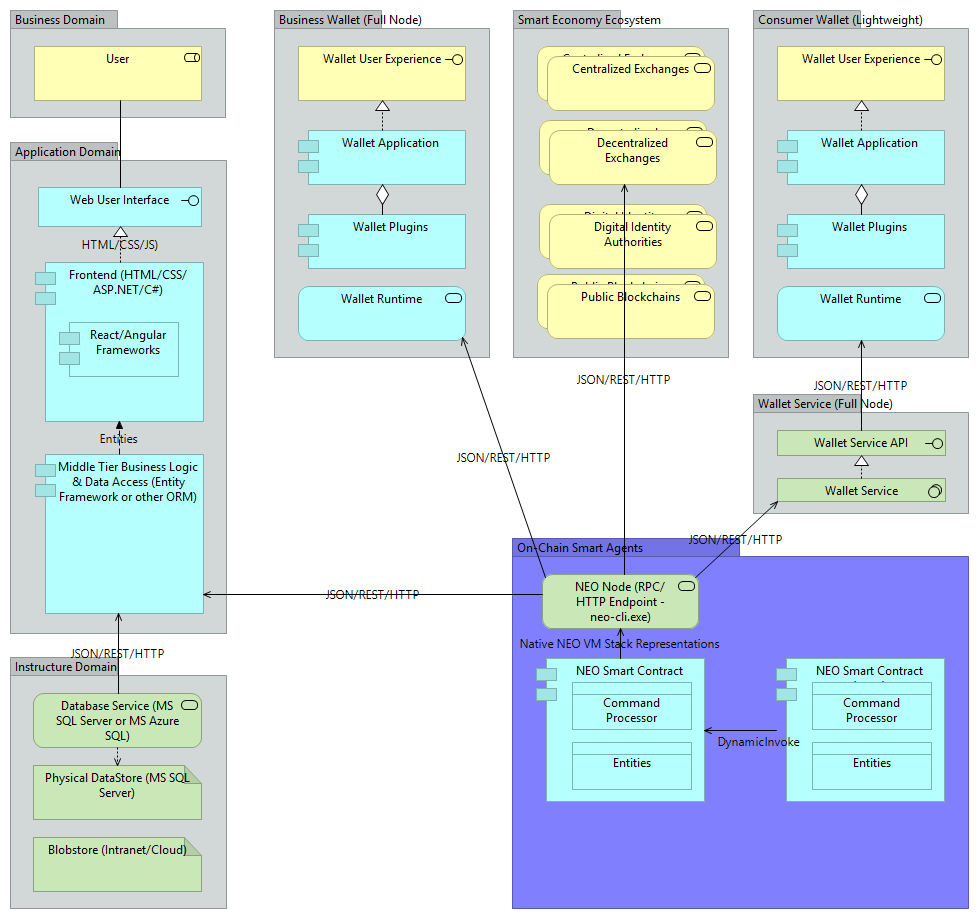 Business Domain
User
Application Domain
Web User Interface
HTML/CSS/JS)
Frontend (HTML/CSS/
ASP.NET/C#)
React/Angular
Frameworks
Entities
Middle Tier Business Logic
& Data Access (Entity
Framework or other ORM)
JSON/REST/HTTP
Instructure Domain
Database Service (MS
SQL Server or MS Azure
SQL)
Physical DataStore (MS SQL
Server)
Blobstore (Intranet/Cloud)
Business Wallet (Full Node)
Wallet User Experience
Wallet Application
Wallet Plugins
Wallet Runtime
JSON/REST/HTTP
JSON/REST/HTTP
Smart Economy Ecosystem
Centralized Exchanges
Decentralized
Exchanges
Digital Identity
Authorities
Public Blockchains
JSON/REST/HTTP
Consumer Wallet (Lightweight)
Wallet User Experience
Wallet Application
Wallet Plugins
Wallet Runtime
JSON/REST/HTTP
Wallet Service (Full Node)
Wallet Service API
Wallet Service
JSON/REST/HTTP
On-Chain Smart Agents
NEO Node (RPC/
HTTP Endpoint -
neo-cli.exe)
Native NEO VM Stack Representations
NEO Smart Contract
Command
Processor
Entities
DynamicInvoke
NEO Smart Contract
Command
Processor
Entities